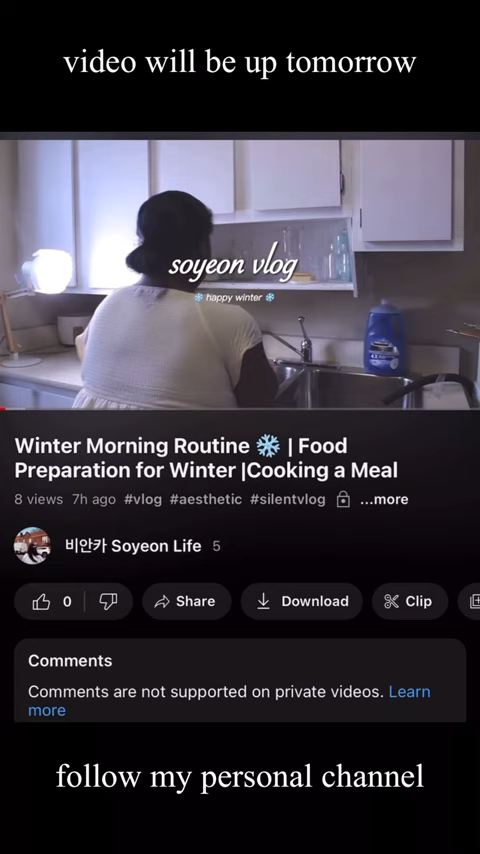 video will be up tomorrow
soyeon vlog
❄ happy winter ❄
Winter Morning Routine ❄ | Food
Preparation for Winter |Cooking a Meal
8 views 7h ago #vlog #aesthetic #silentvlog ...more
비안카 Soyeon Life 5
0 Share Download Clip
Comments
Comments are not supported on private videos. Learn
more
follow my personal channel